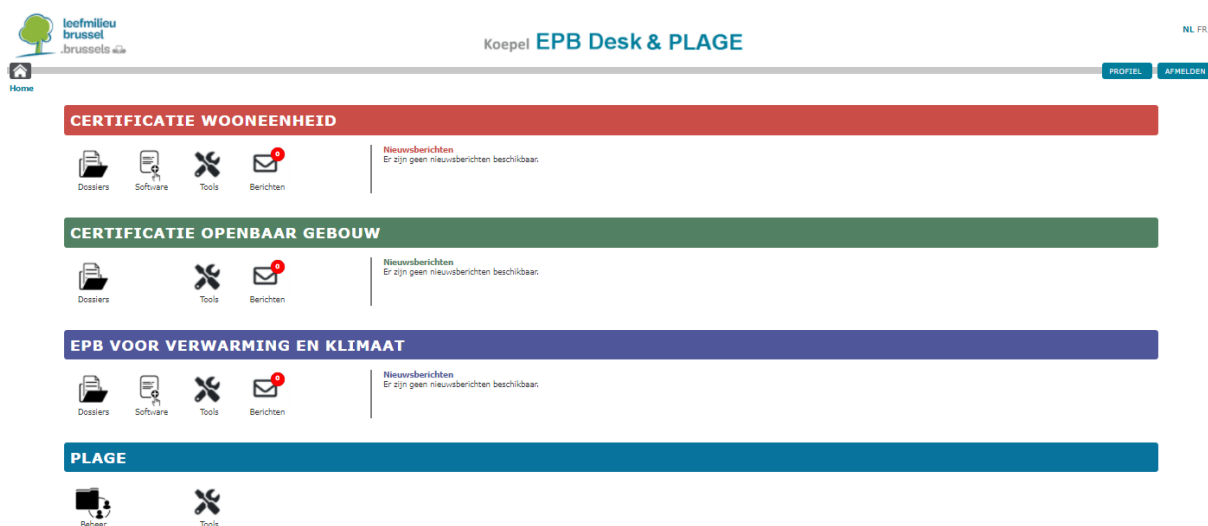 leefmilieu
brussel
.brussels
Koepel EPB Desk & PLAGE
NL FR
Home
PROFIEL AFMELDEN
CERTIFICATIE WOONEENHEID
Dossiers Software Tools 0 Berichten
Nieuwsberichten
Er zijn geen nieuwsberichten beschikbaar.
CERTIFICATIE OPENBAAR GEBOUW
Dossiers Tools 0 Berichten
Nieuwsberichten
Er zijn geen nieuwsberichten beschikbaar.
EPB VOOR VERWARMING EN KLIMAAT
Dossiers Software Tools 0 Berichten
Nieuwsberichten
Er zijn geen nieuwsberichten beschikbaar.
PLAGE
Beheer Tools